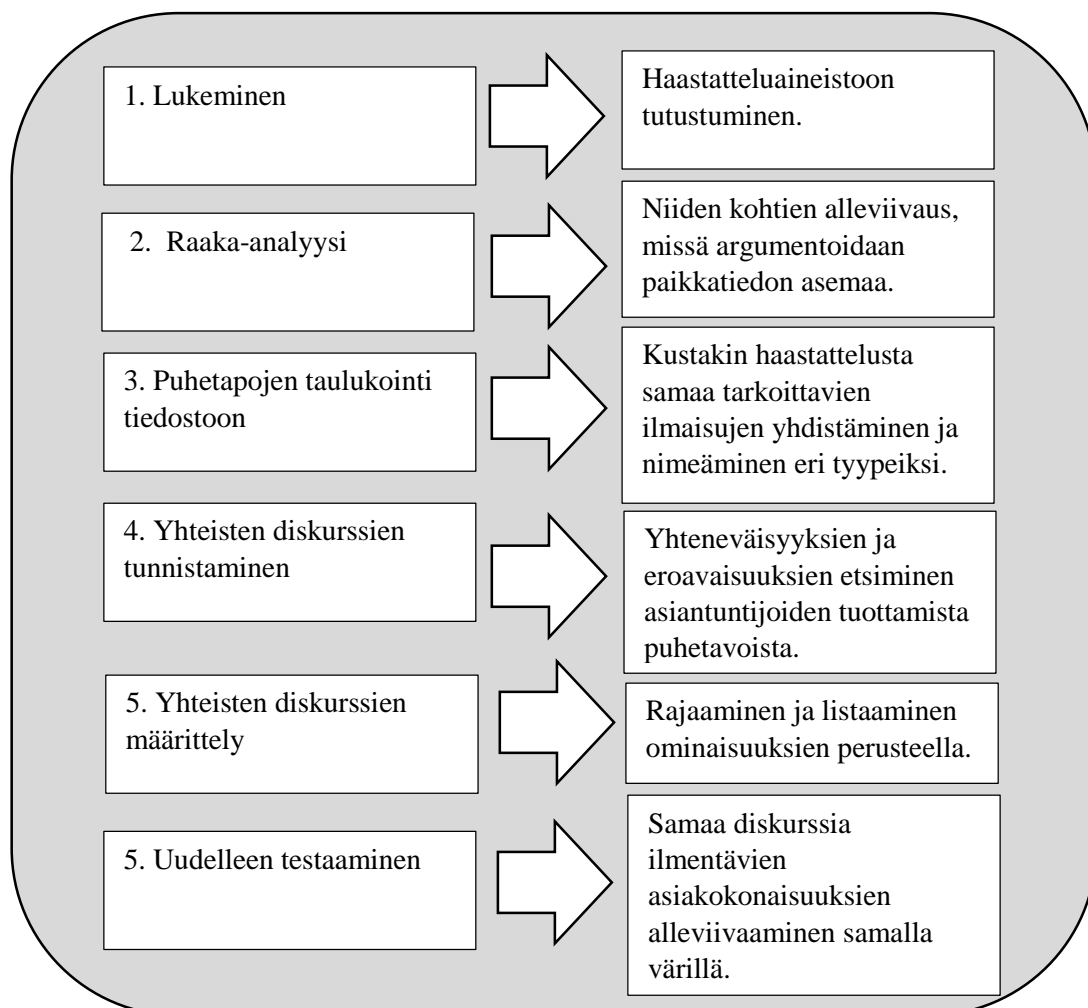 1. Lukeminen
Haastatteluaineistoon
tutustuminen.
2. Raaka-analyysi
Niiden kohtien alleviivaus,
missä argumentoidaan
paikkatiedon asemaa.
3. Puhetapojen taulukointi
tiedostoon
Kustakin haastattelusta
samaa tarkoittavien
ilmaisujen yhdistäminen ja
nimeäminen eri tyypeiksi.
4. Yhteisten diskurssien
tunnistaminen
Yhteneväisyyksien ja
eroavaisuuksien etsiminen
asiantuntijoiden tuottamista
puhetavoista.
5. Yhteisten diskurssien
määrittely
Rajaaminen ja listaaminen
ominaisuuksien perusteella.
5. Uudelleen testaaminen
Samaa diskurssia
ilmentävien
asiakokonaisuuksien
alleviivaaminen samalla
värillä.